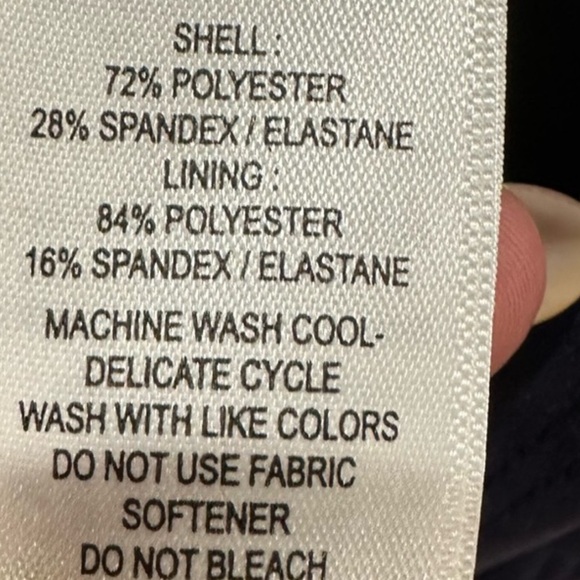 SHELL:
72% POLYESTER
28% SPANDEX / ELASTANE
LINING:
84% POLYESTER
16% SPANDEX / ELASTANE
MACHINE WASH COOL-
DELICATE CYCLE
WASH WITH LIKE COLORS
DO NOT USE FABRIC
SOFTENER
DO NOT BLEACH